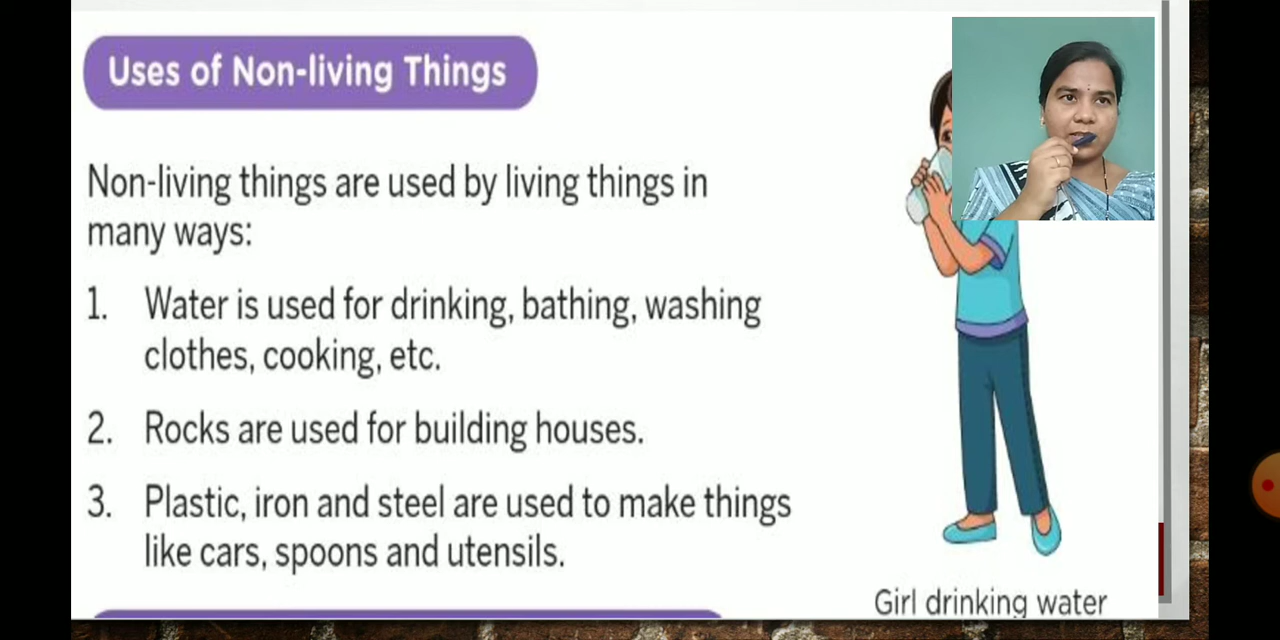 Uses of Non-living Things
Non-living things are used by living things in
many ways:
1. Water is used for drinking, bathing, washing
clothes, cooking, etc.
2. Rocks are used for building houses.
3. Plastic, iron and steel are used to make things
like cars, spoons and utensils.
Girl drinking water